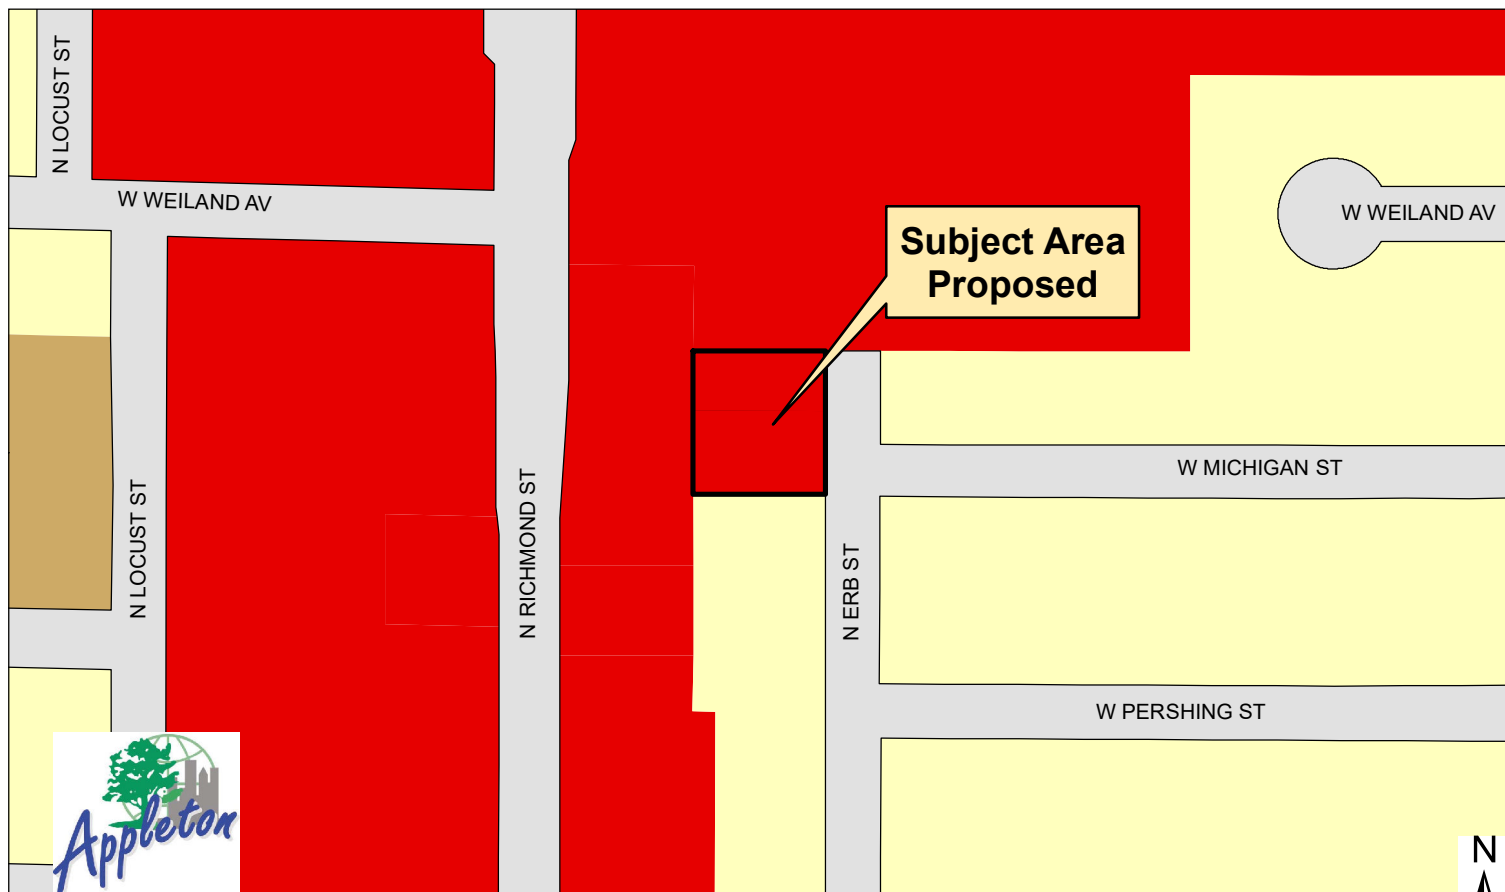 N LOCUST ST
W WEILAND AV
W WEILAND AV
Subject Area
Proposed
W MICHIGAN ST
N LOCUST ST
N RICHMOND ST
N ERB ST
W PERSHING ST
Appleton
N